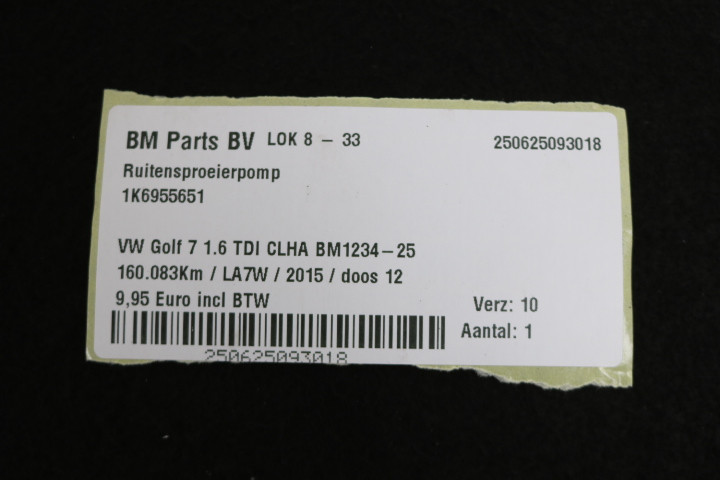 BM Parts BV LOK 8 - 33 250625093018
Ruitensproeierpomp
1K6955651
VW Golf 7 1.6 TDI CLHA BM1234-25
160.083Km / LA7W / 2015 / doos 12
9,95 Euro incl BTW Verz: 10
Aantal: 1
250625093018